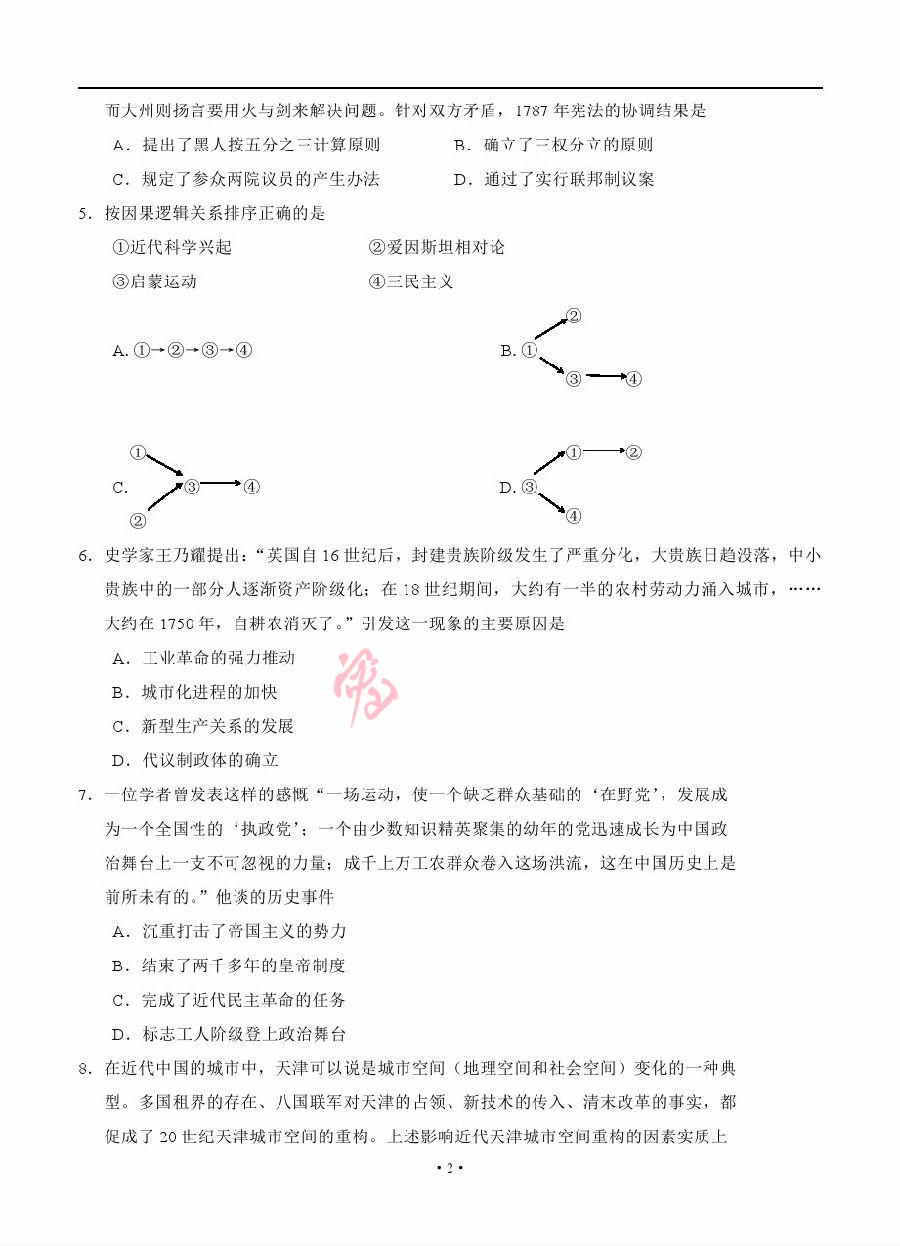 而大州则扬言要用火与剑来解决问题。针对双方矛盾，1787 年宪法的协调结果是
A．提出了黑人按五分之三计算原则 B．确立了三权分立的原则
C．规定了参众两院议员的产生办法 D．通过了实行联邦制议案
5．按因果逻辑关系排序正确的是
①近代科学兴起 ②爱因斯坦相对论
③启蒙运动 ④三民主义
②
A. ①→②→③→④ B. ①
③ ④
① ① ②
C. ③ ④ D. ③
② ④
6．史学家王乃耀提出：“英国自 16 世纪后，封建贵族阶级发生了严重分化，大贵族日趋没落，中小
贵族中的一部分人逐渐资产阶级化；在 18 世纪期间，大约有一半的农村劳动力涌入城市，……
大约在 1750 年，自耕农消灭了。”引发这一现象的主要原因是
A．工业革命的强力推动
B．城市化进程的加快
C．新型生产关系的发展
D．代议制政体的确立
7．一位学者曾发表这样的感慨“一场运动，使一个缺乏群众基础的‘在野党’，发展成
为一个全国性的‘执政党’；一个由少数知识精英聚集的幼年的党迅速成长为中国政
治舞台上一支不可忽视的力量；成千上万工农群众卷入这场洪流，这在中国历史上是
前所未有的。”他谈的历史事件
A．沉重打击了帝国主义的势力
B．结束了两千多年的皇帝制度
C．完成了近代民主革命的任务
D．标志工人阶级登上政治舞台
8．在近代中国的城市中，天津可以说是城市空间（地理空间和社会空间）变化的一种典
型。多国租界的存在、八国联军对天津的占领、新技术的传入、清末改革的事实，都
促成了 20 世纪天津城市空间的重构。上述影响近代天津城市空间重构的因素实质上
·2·